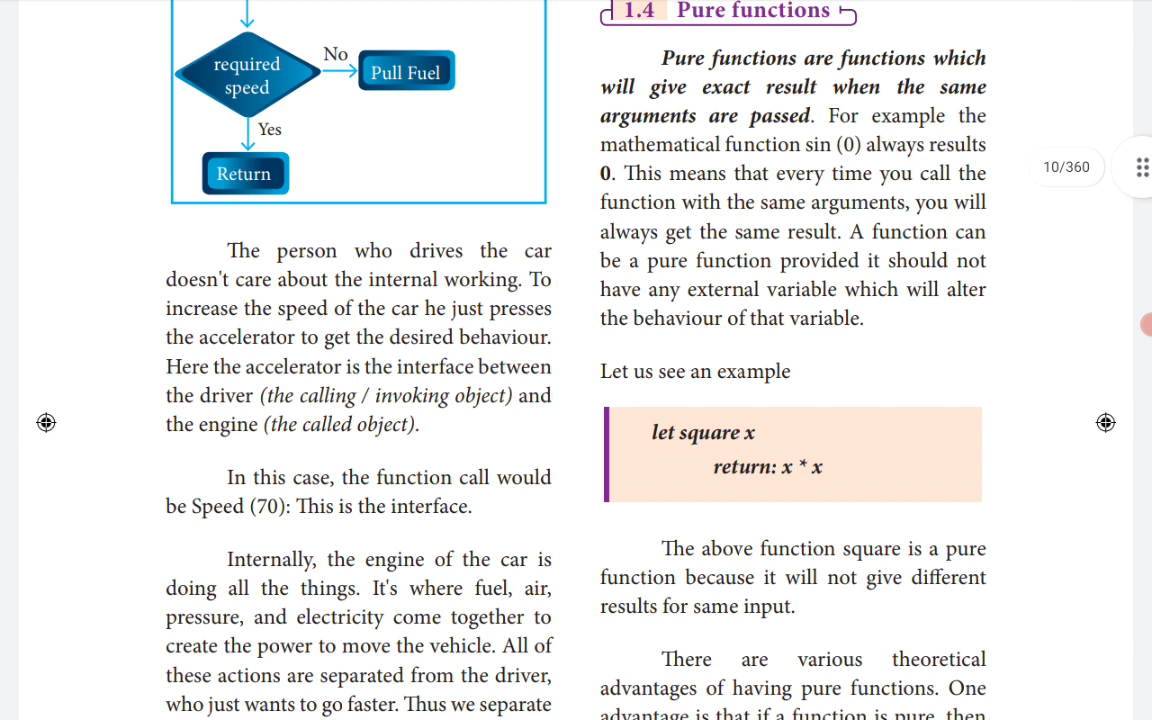 required
speed
No
Pull Fuel
Yes
Return
The person who drives the car
doesn't care about the internal working. To
increase the speed of the car he just presses
the accelerator to get the desired behaviour.
Here the accelerator is the interface between
the driver (the calling / invoking object) and
the engine (the called object).
In this case, the function call would
be Speed (70): This is the interface.
Internally, the engine of the car is
doing all the things. It's where fuel, air,
pressure, and electricity come together to
create the power to move the vehicle. All of
these actions are separated from the driver,
who just wants to go faster. Thus we separate
1.4 Pure functions
Pure functions are functions which
will give exact result when the same
arguments are passed. For example the
mathematical function sin (0) always results
0. This means that every time you call the
function with the same arguments, you will
always get the same result. A function can
be a pure function provided it should not
have any external variable which will alter
the behaviour of that variable.
Let us see an example
let square x
return: x * x
The above function square is a pure
function because it will not give different
results for same input.
There are various theoretical
advantages of having pure functions. One
advantage is that if a function is pure, then
10/360